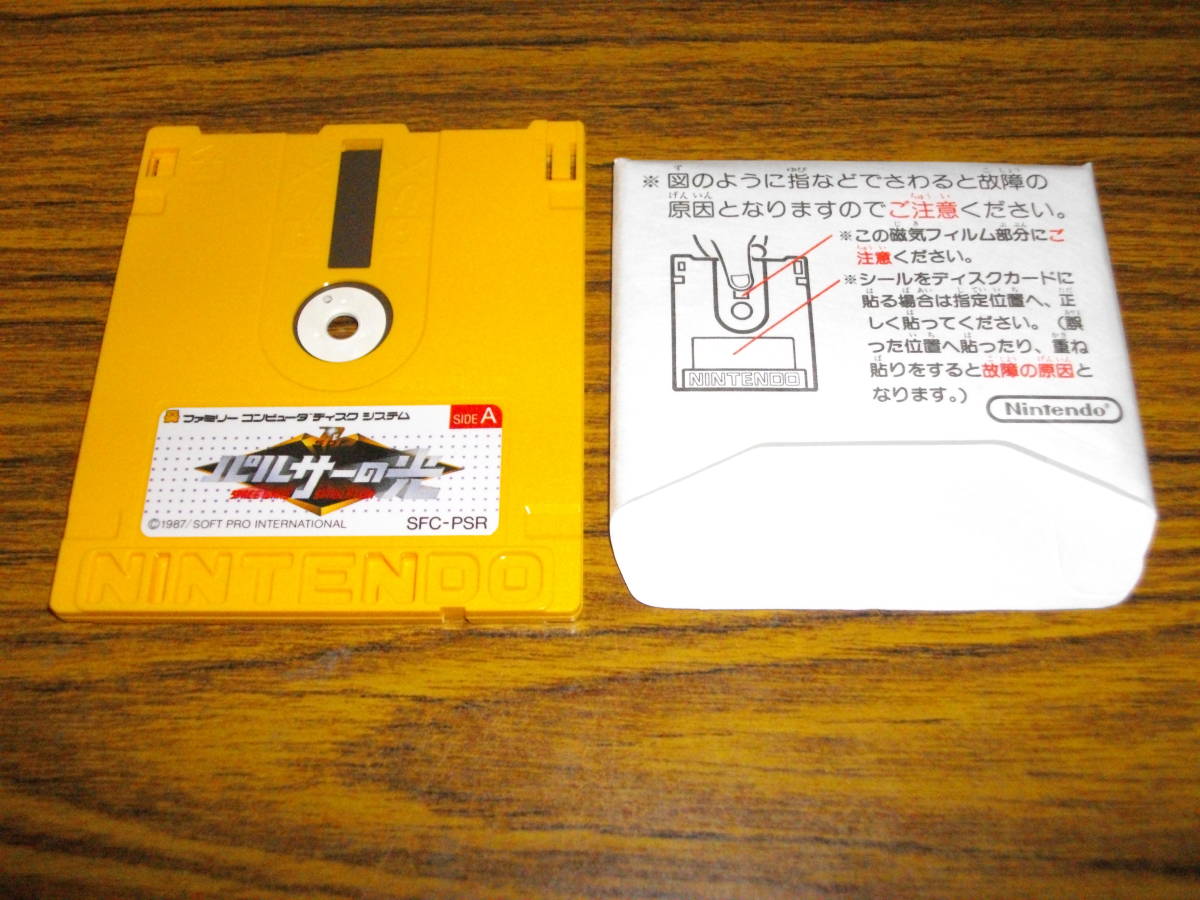 ファミリー コンピュータ ディスク システム
SIDE A
パルサーの光
©1987/SOFT PRO INTERNATIONAL
SFC-PSR
NINTENDO
※ 図のように指などでさわると故障の
原因となりますのでご注意ください。
※この磁気フィルム部分にご
注意ください。
※シールをディスクカードに
貼る場合は指定位置へ、正
しく貼ってください。(誤
った位置へ貼ったり、重ね
貼りをすると故障の原因と
なります。)
NINTENDO
Nintendo®